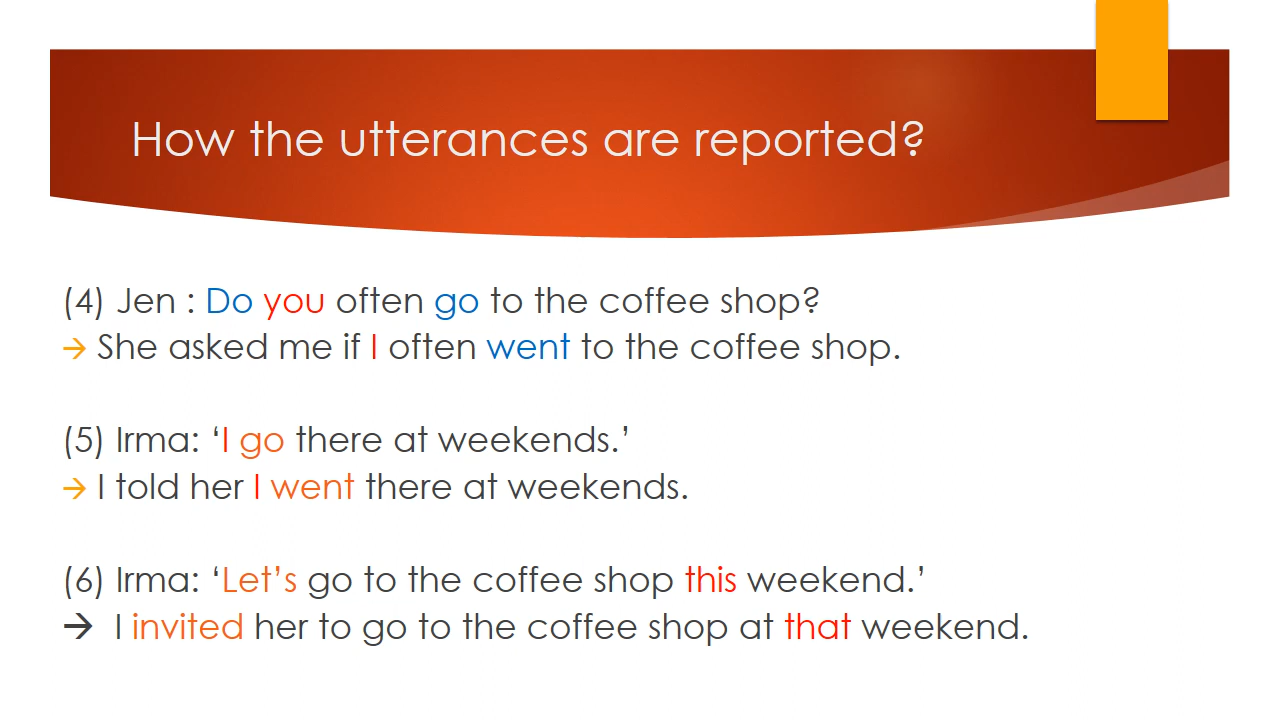 How the utterances are reported?
(4) Jen : Do you often go to the coffee shop?
→ She asked me if I often went to the coffee shop.
(5) Irma: ‘I go there at weekends.’
→ I told her I went there at weekends.
(6) Irma: ‘Let’s go to the coffee shop this weekend.’
→ I invited her to go to the coffee shop at that weekend.